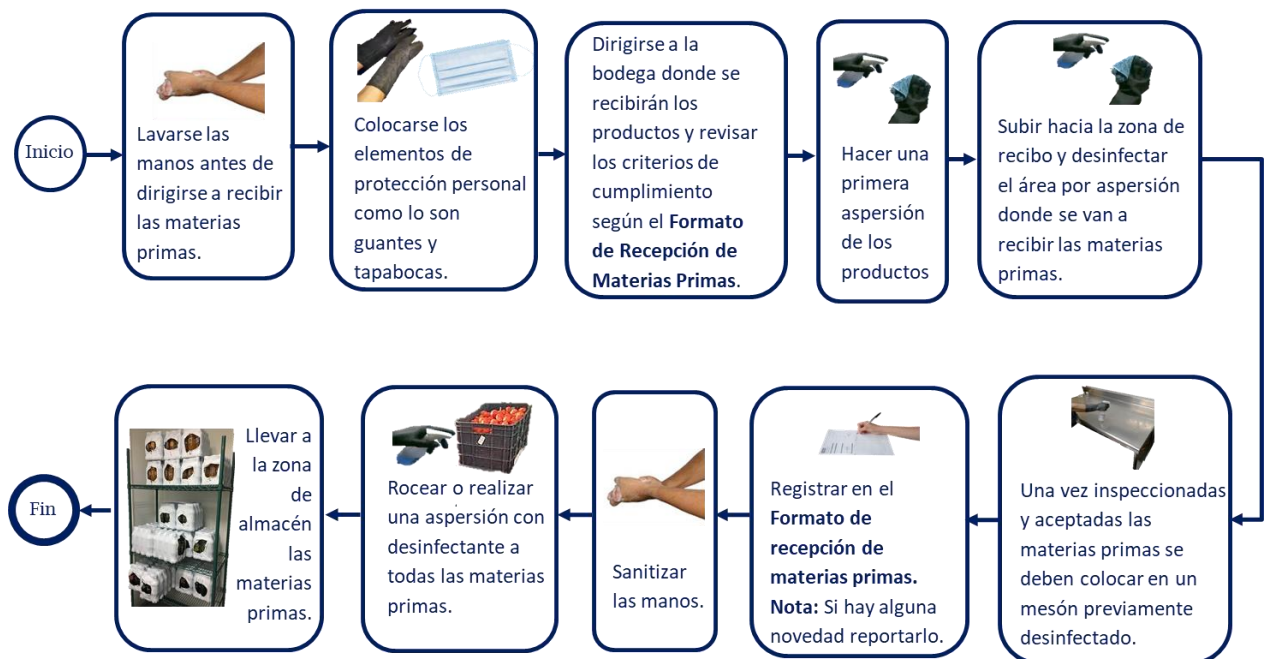 Inicio
Lavarse las
manos antes de
dirigirse a recibir
las materias
primas.
Colocarse los
elementos de
protección personal
como lo son
guantes y
tapabocas.
Dirigirse a la
bodega donde se
recibirán los
productos y revisar
los criterios de
cumplimiento
según el Formato
de Recepción de
Materias Primas.
Hacer una
primera
aspersión
de los
productos
Subir hacia la zona de
recibo y desinfectar
el área por aspersión
donde se van a
recibir las materias
primas.
Una vez inspeccionadas
y aceptadas las
materias primas se
deben colocar en un
mesón previamente
desinfectado.
Registrar en el
Formato de
recepción de
materias primas.
Nota: Si hay alguna
novedad reportarlo.
Sanitizar
las manos.
Rocear o realizar
una aspersión con
desinfectante a
todas las materias
primas.
Llevar a
la zona
de
almacén
las
materias
primas.
Fin